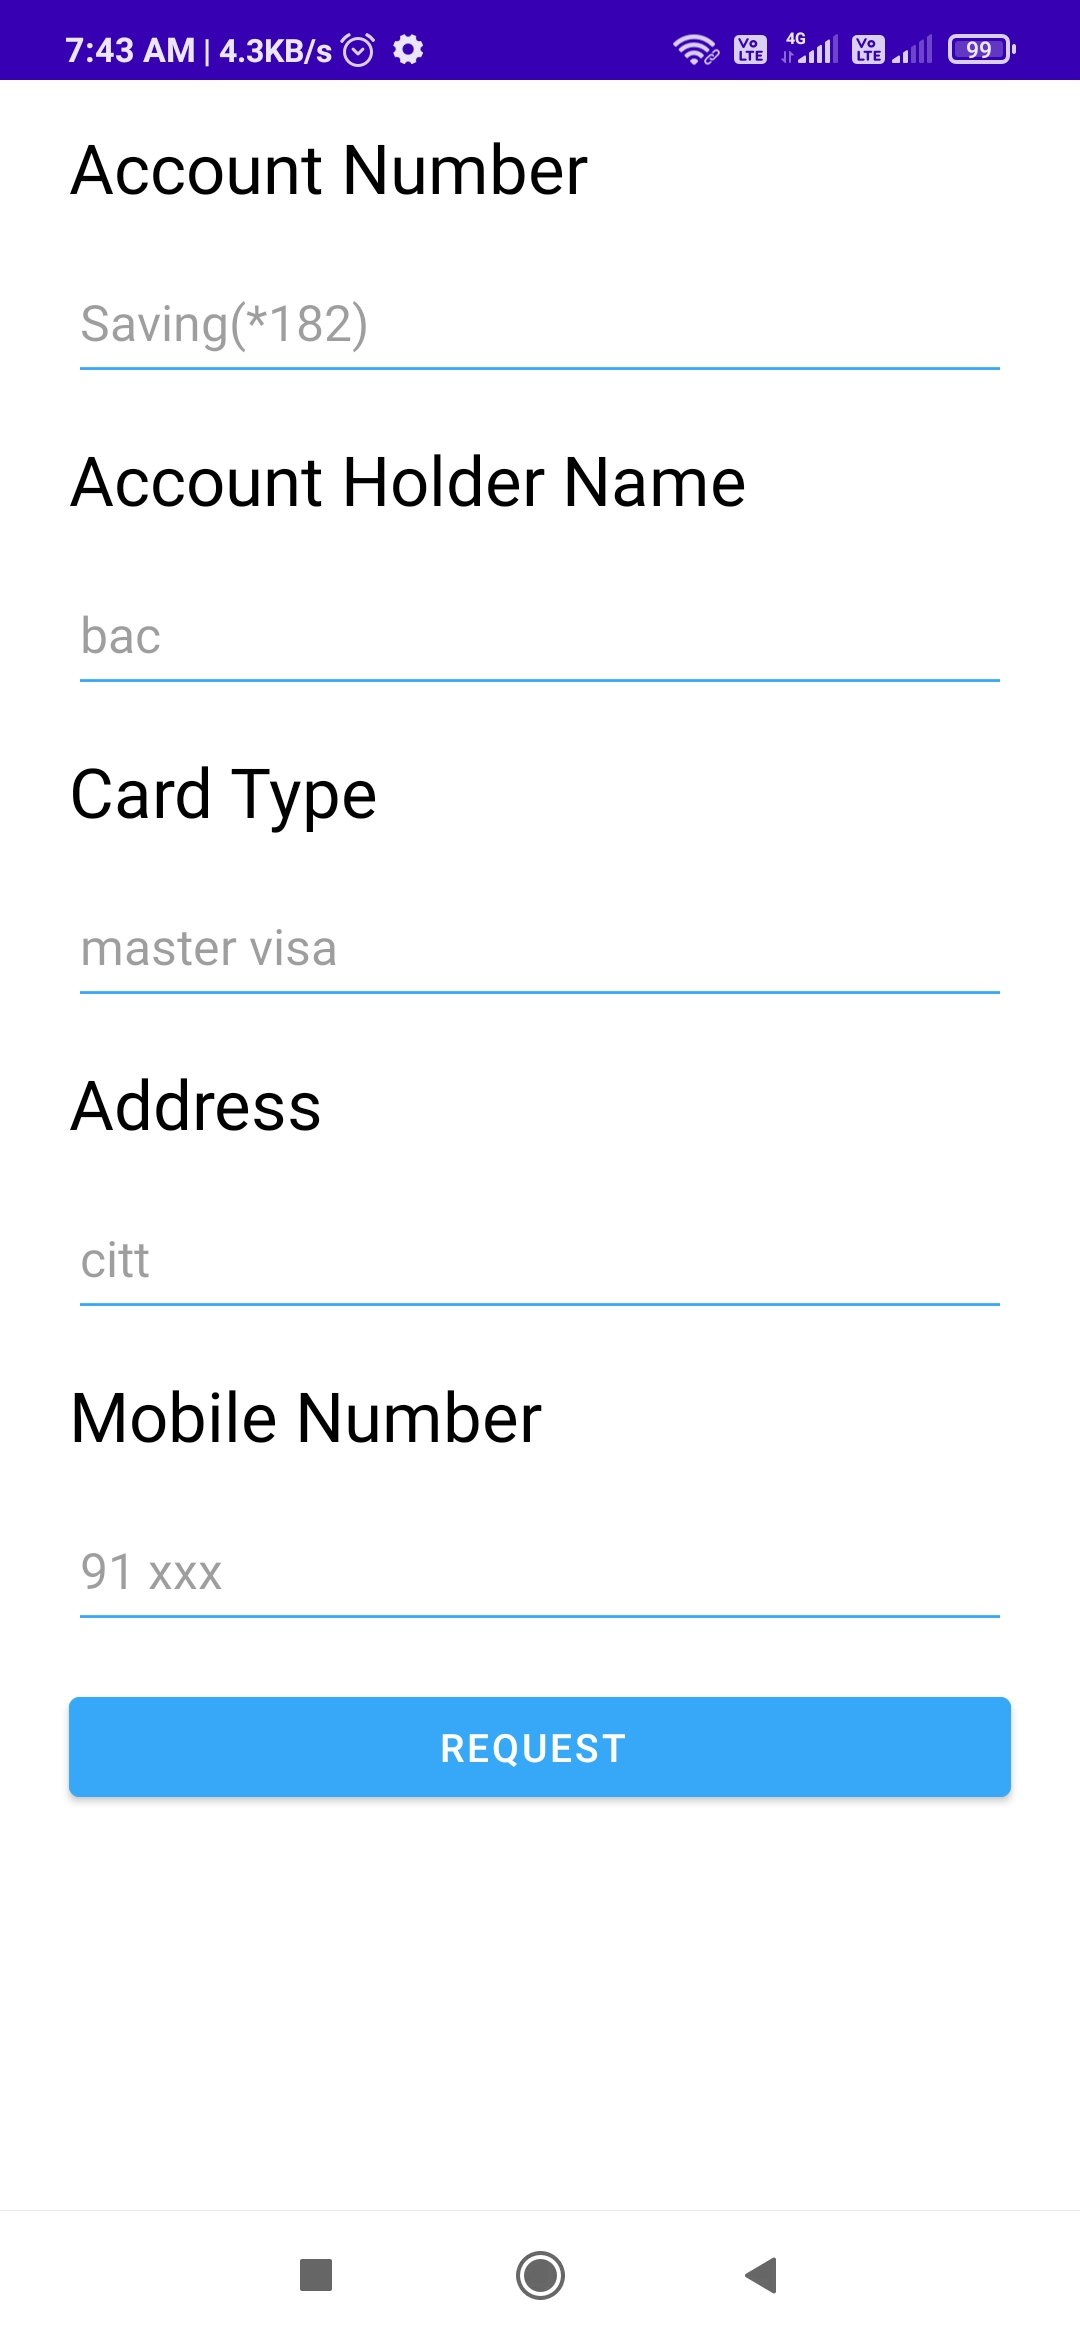 7:43 AM | 4.3KB/s Vo LTE 4G Vo LTE 99
Account Number
Saving(*182)
Account Holder Name
bac
Card Type
master visa
Address
citt
Mobile Number
91 xxx
REQUEST